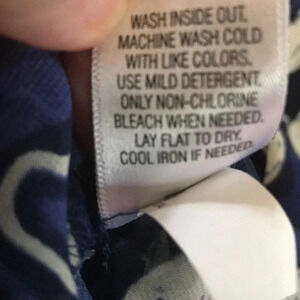 WASH INSIDE OUT,
MACHINE WASH COLD
WITH LIKE COLORS.
USE MILD DETERGENT.
ONLY NON-CHLORINE
BLEACH WHEN NEEDED.
LAY FLAT TO DRY.
COOL IRON IF NEEDED.